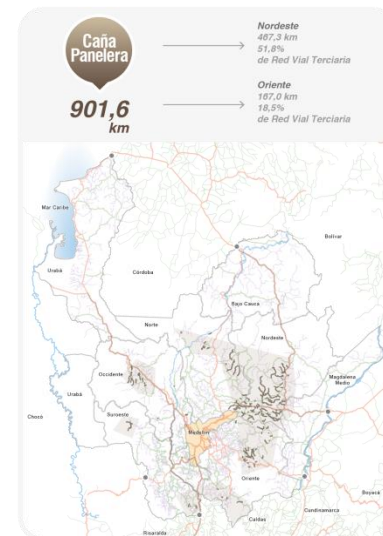 Caña
Panelera
901,6
km
Nordeste
467,3 km
51,8%
de Red Vial Terciaria
Oriente
167,0 km
18,5%
de Red Vial Terciaria
Mar Caribe
Bolívar
Urabá
Córdoba
Bajo Cauca
Norte
Nordeste
Occidente
Magdalena
Medio
Urabá
Suroeste
Chocó
Medellín
Oriente
Boyacá
Cundinamarca
Caldas
Risaralda